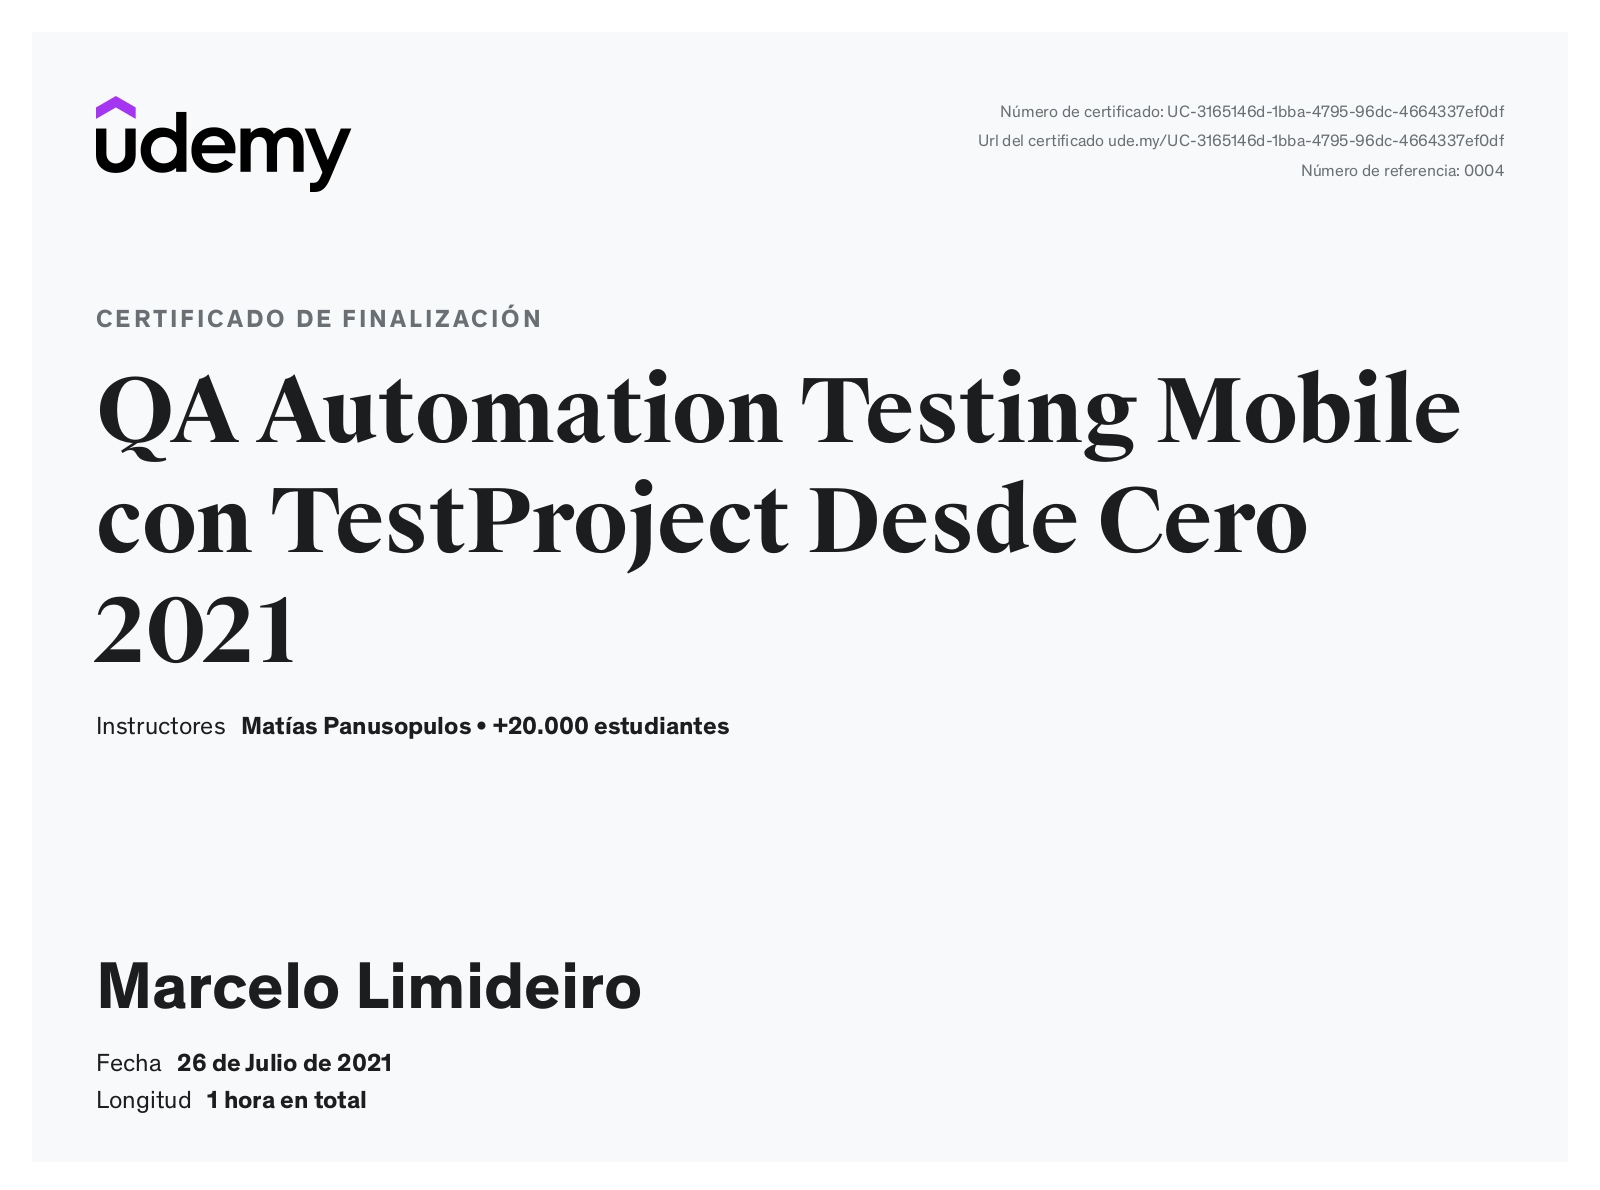 udemy
Número de certificado: UC-3165146d-1bba-4795-96dc-4664337ef0df
Url del certificado ude.my/UC-3165146d-1bba-4795-96dc-4664337ef0df
Número de referencia: 0004
CERTIFICADO DE FINALIZACIÓN
QA Automation Testing Mobile
con TestProject Desde Cero
2021
Instructores Matías Panusopulos • +20.000 estudiantes
Marcelo Limideiro
Fecha 26 de Julio de 2021
Longitud 1 hora en total